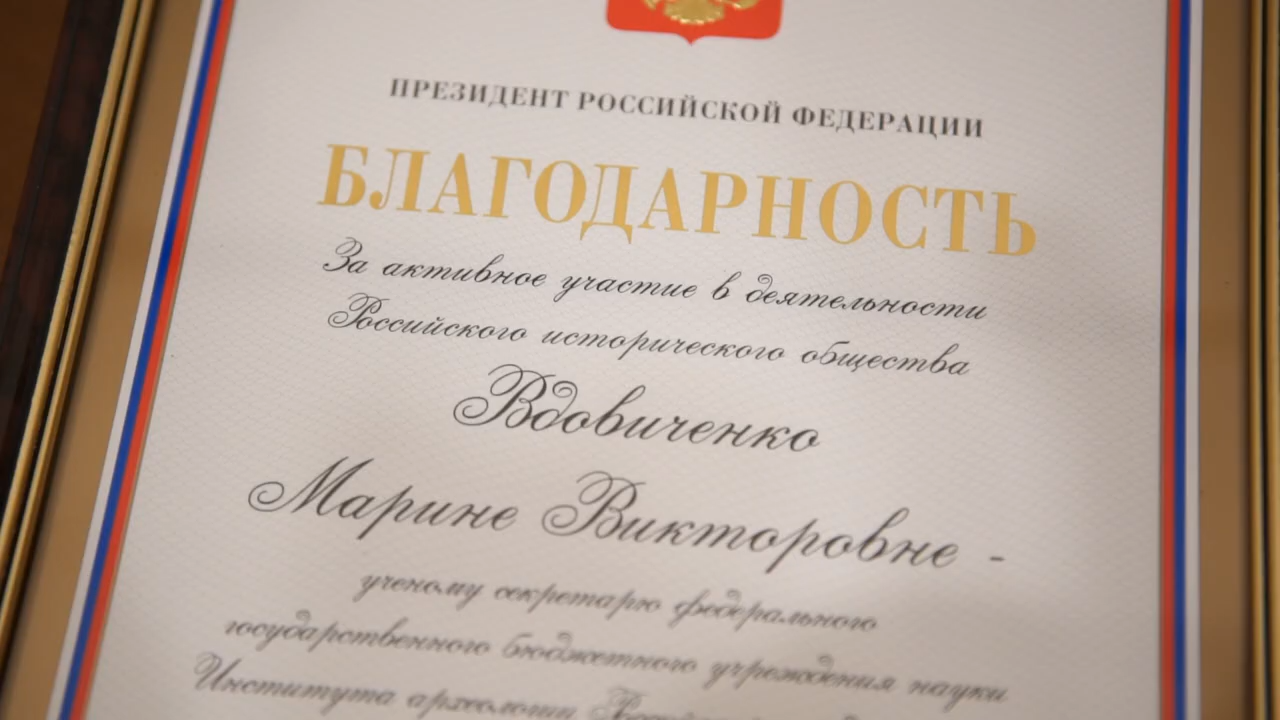 ПРЕЗИДЕНТ РОССИЙСКОЙ ФЕДЕРАЦИИ
БЛАГОДАРНОСТЬ
За активное участие в деятельности
Российского исторического общества
Вдовиченко
Марине Викторовне -
ученому секретарю федерального
государственного бюджетного учреждения науки
Института археологии